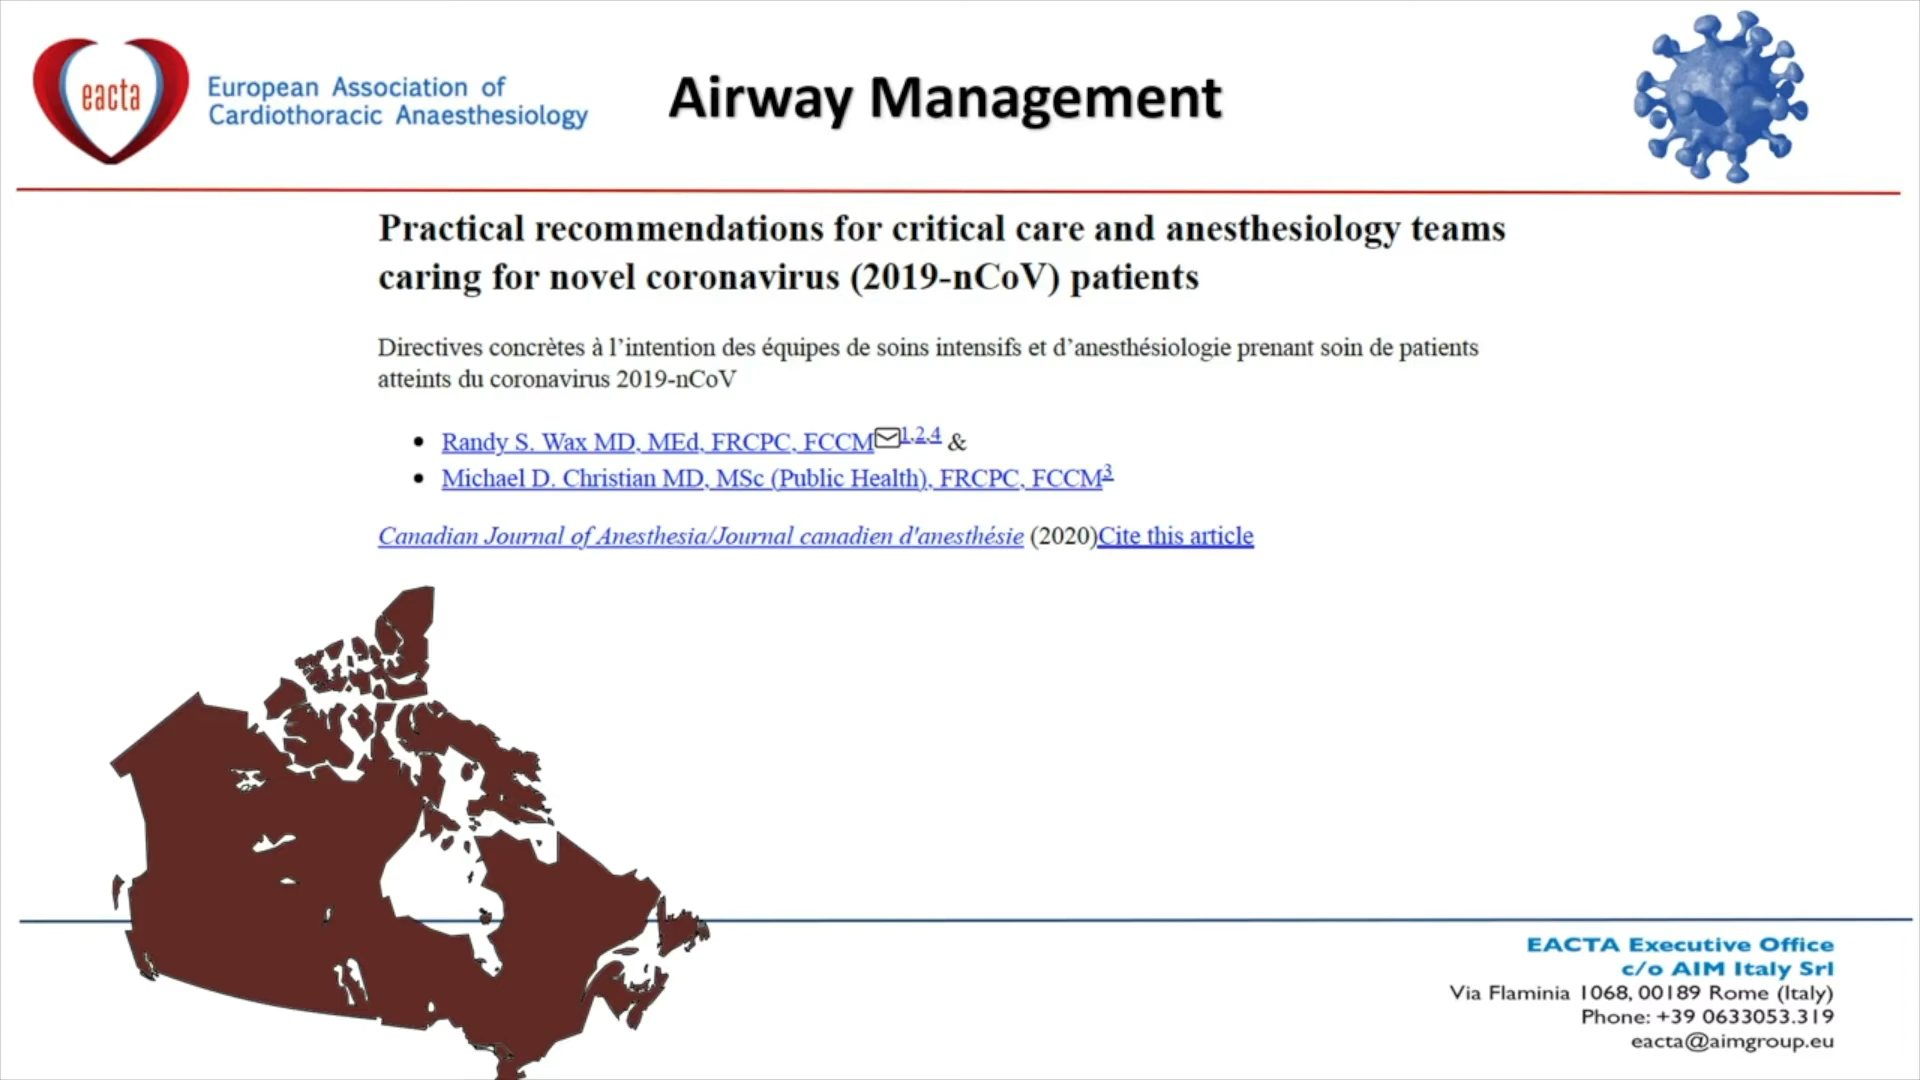 eacta
European Association of
Cardiothoracic Anaesthesiology
Airway Management
Practical recommendations for critical care and anesthesiology teams
caring for novel coronavirus (2019-nCoV) patients
Directives concrètes à l’intention des équipes de soins intensifs et d’anesthésiologie prenant soin de patients
atteints du coronavirus 2019-nCoV
• Randy S. Wax MD, MEd, FRCPC, FCCM1,2,4 &
• Michael D. Christian MD, MSc (Public Health), FRCPC, FCCM3
Canadian Journal of Anesthesia/Journal canadien d'anesthésie (2020)Cite this article
EACTA Executive Office
c/o AIM Italy Srl
Via Flaminia 1068, 00189 Rome (Italy)
Phone: +39 0633053.319
eacta@aimgroup.eu